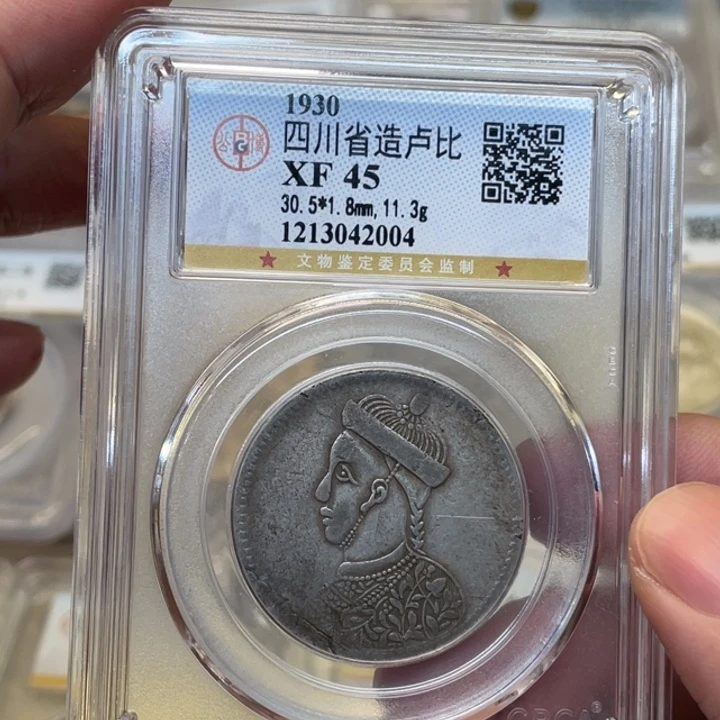 1930
四川省造卢比
XF 45
30.5*1.8mm,11.3g
1213042004
★ 文物鉴定委员会监制 ★